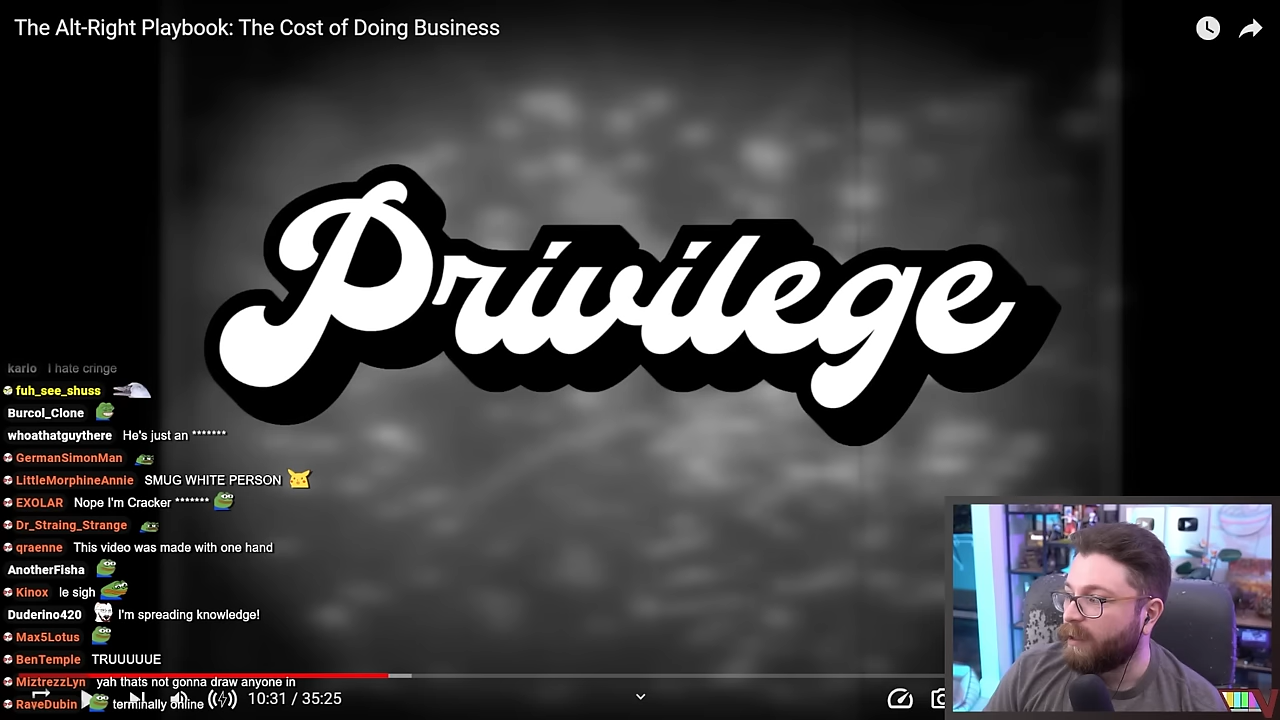 The Alt-Right Playbook: The Cost of Doing Business
Privilege
karlo I hate cringe
fuh_see_shuss
Burcol_Clone
whoathatguythere He's just an *******
GermanSimonMan
LittleMorphineAnnie SMUG WHITE PERSON
EXOLAR Nope I'm Cracker *******
Dr_Straing_Strange
qraenne This video was made with one hand
AnotherFisha
Kinox le sigh
Duderino420 I'm spreading knowledge!
Max5Lotus
BenTemple TRUUUUUE
MiztrezzLyn yah thats not gonna draw anyone in
RaveDubin terminally online
10:31 / 35:25